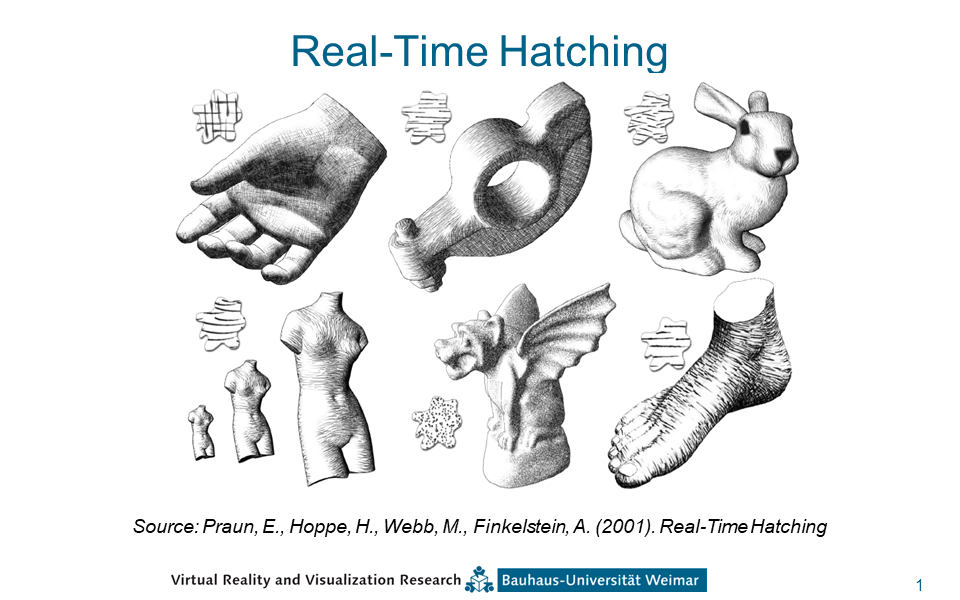 Real-Time Hatching
Source: Praun, E., Hoppe, H., Webb, M., Finkelstein, A. (2001). Real-Time Hatching
Virtual Reality and Visualization Research Bauhaus-Universität Weimar
1